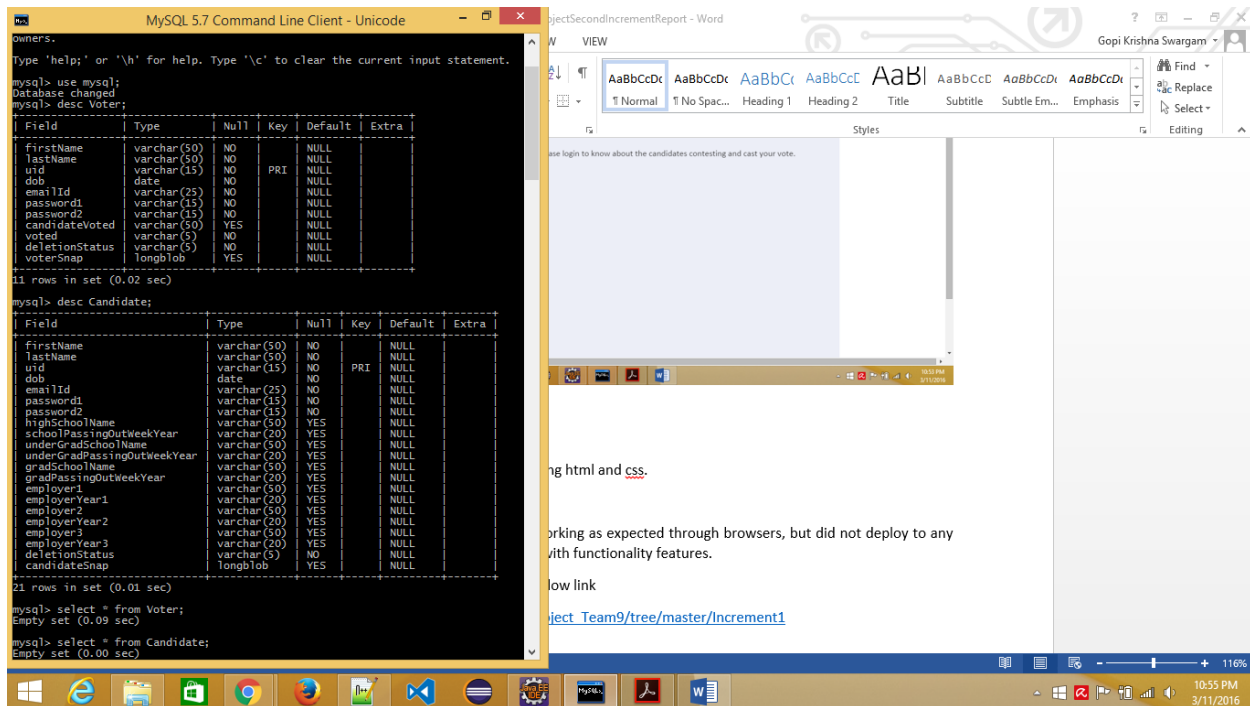 MySQL 5.7 Command Line Client - Unicode
owners.
Type 'help;' or '\h' for help. Type '\c' to clear the current input statement.
mysql> use mysql;
Database changed
mysql> desc Voter;
| Field | Type | Null | Key | Default | Extra |
| firstName | varchar(50) | NO | | NULL | |
| lastName | varchar(50) | NO | | NULL | |
| uid | varchar(15) | NO | PRI | NULL | |
| dob | date | NO | | NULL | |
| emailId | varchar(25) | NO | | NULL | |
| password1 | varchar(15) | NO | | NULL | |
| password2 | varchar(15) | NO | | NULL | |
| candidateVoted | varchar(50) | YES | | NULL | |
| voted | varchar(5) | NO | | NULL | |
| deletionStatus | varchar(5) | NO | | NULL | |
| voterSnap | longblob | YES | | NULL | |
11 rows in set (0.02 sec)
mysql> desc Candidate;
| Field | Type | Null | Key | Default | Extra |
| firstName | varchar(50) | NO | | NULL | |
| lastName | varchar(50) | NO | | NULL | |
| uid | varchar(15) | NO | PRI | NULL | |
| dob | date | NO | | NULL | |
| emailId | varchar(25) | NO | | NULL | |
| password1 | varchar(15) | NO | | NULL | |
| password2 | varchar(15) | NO | | NULL | |
| highSchoolName | varchar(50) | YES | | NULL | |
| schoolPassingOutWeekYear | varchar(20) | YES | | NULL | |
| underGradSchoolName | varchar(50) | YES | | NULL | |
| underGradPassingOutWeekYear | varchar(20) | YES | | NULL | |
| gradSchoolName | varchar(50) | YES | | NULL | |
| gradPassingOutWeekYear | varchar(20) | YES | | NULL | |
| employer1 | varchar(50) | YES | | NULL | |
| employerYear1 | varchar(20) | YES | | NULL | |
| employer2 | varchar(50) | YES | | NULL | |
| employerYear2 | varchar(20) | YES | | NULL | |
| employer3 | varchar(50) | YES | | NULL | |
| employerYear3 | varchar(20) | YES | | NULL | |
| deletionStatus | varchar(5) | NO | | NULL | |
| candidateSnap | longblob | YES | | NULL | |
21 rows in set (0.01 sec)
mysql> select * from Voter;
Empty set (0.09 sec)
mysql> select * from Candidate;
Empty set (0.00 sec)
ojectSecondIncrementReport - Word
W VIEW
Gopi Krishna Swargam
AaBbCcDc AaBbCcDc AaBbCc AaBbCcD AaBl AaBbCcD AaBbCcDc AaBbCcDc
¶ Normal ¶ No Spac... Heading 1 Heading 2 Title Subtitle Subtle Em... Emphasis
Find
Replace
Select
Styles
Editing
ase login to know about the candidates contesting and cast your vote.
10:53 PM
3/11/2016
ng html and css.
orking as expected through browsers, but did not deploy to any
with functionality features.
low link
ject_Team9/tree/master/Increment1
116%
10:55 PM
3/11/2016